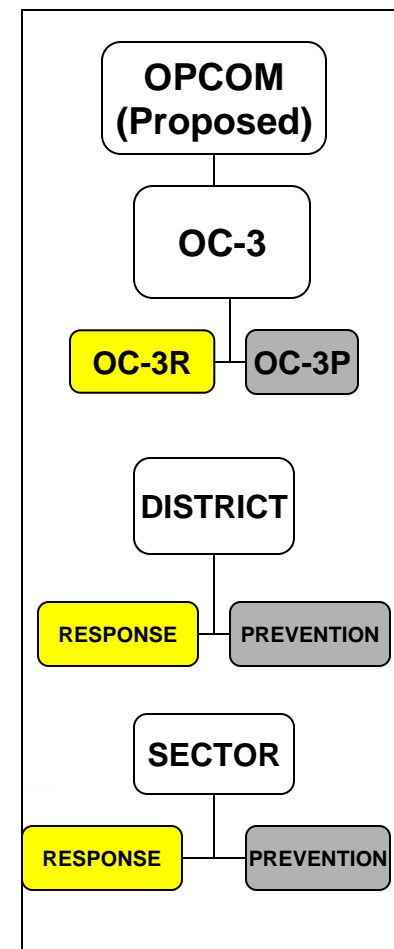 OPCOM
(Proposed)
OC-3
OC-3R OC-3P
DISTRICT
RESPONSE PREVENTION
SECTOR
RESPONSE PREVENTION